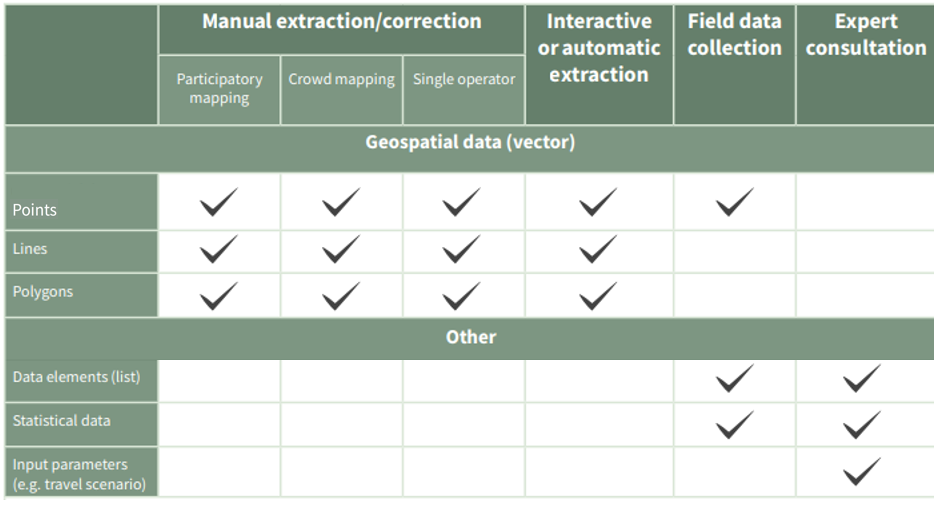 Manual extraction/correction
Interactive
or automatic
extraction
Field data
collection
Expert
consultation
Participatory
mapping
Crowd mapping
Single operator
Geospatial data (vector)
Points
Lines
Polygons
Other
Data elements (list)
Statistical data
Input parameters
(e.g. travel scenario)